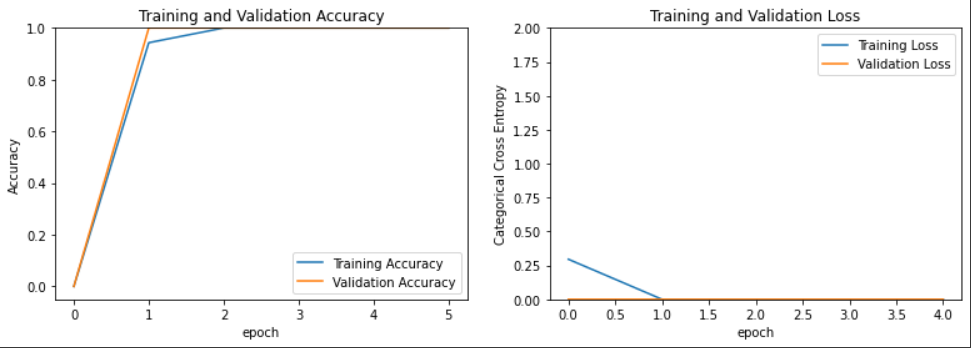 Training and Validation Accuracy
1.0
0.8
0.6
0.4
0.2
0.0
Accuracy
Training Accuracy
Validation Accuracy
0 1 2 3 4 5
epoch
Training and Validation Loss
2.00
1.75
1.50
1.25
1.00
0.75
0.50
0.25
0.00
Categorical Cross Entropy
Training Loss
Validation Loss
0.0 0.5 1.0 1.5 2.0 2.5 3.0 3.5 4.0
epoch